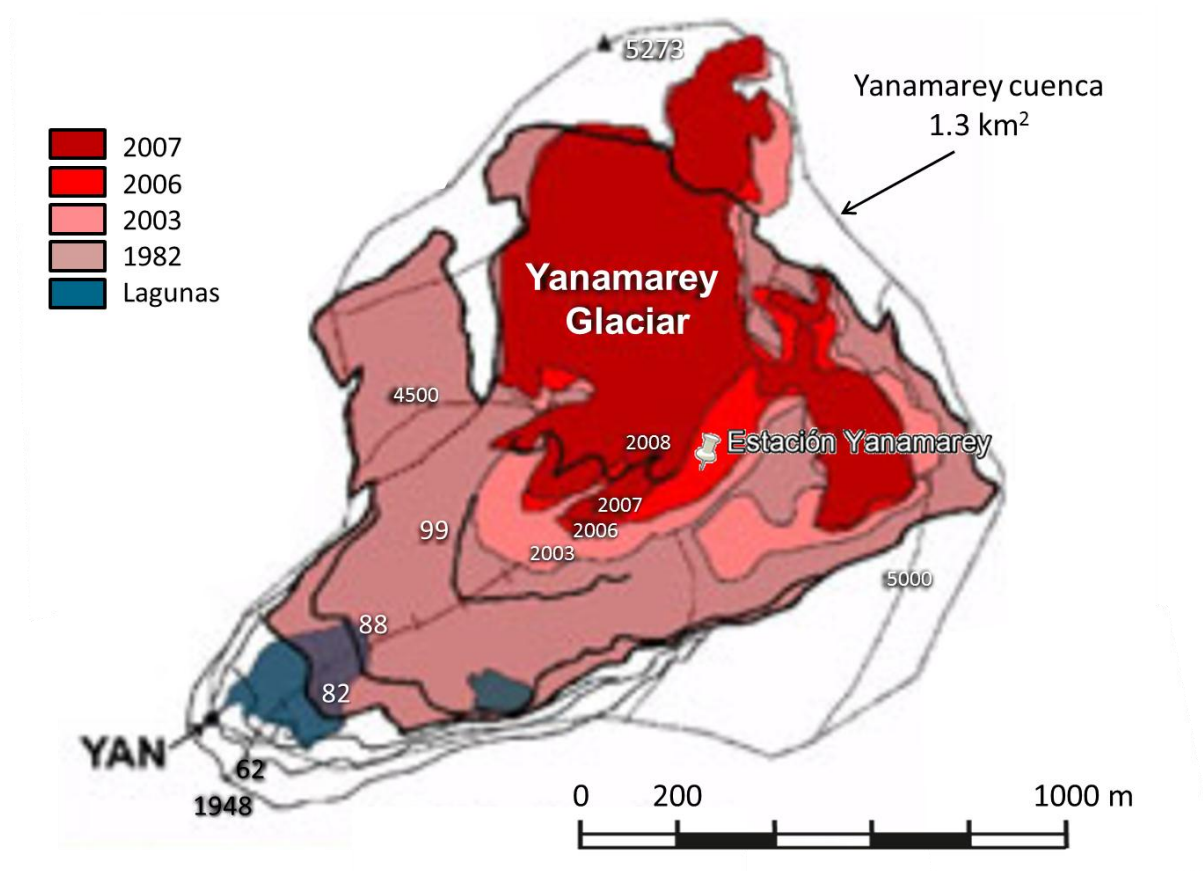 5273
Yanamarey cuenca
1.3 km²
2007
2006
2003
1982
Lagunas
Yanamarey
Glaciar
4500
2008
Estación Yanamarey
2007
99
2006
2003
5000
88
82
YAN
62
1948
0 200 1000 m